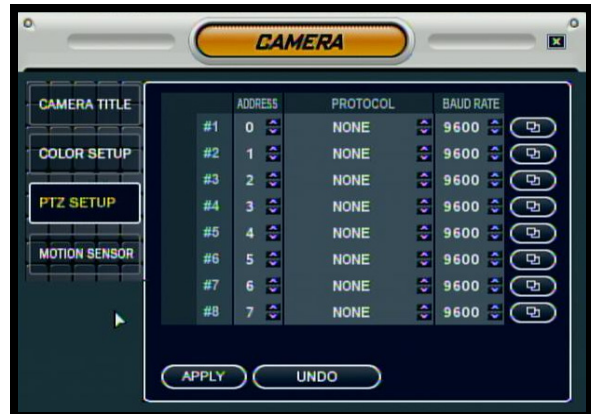 CAMERA
CAMERA TITLE
COLOR SETUP
PTZ SETUP
MOTION SENSOR
ADDRESS PROTOCOL BAUD RATE
#1 0 NONE 9600
#2 1 NONE 9600
#3 2 NONE 9600
#4 3 NONE 9600
#5 4 NONE 9600
#6 5 NONE 9600
#7 6 NONE 9600
#8 7 NONE 9600
APPLY UNDO